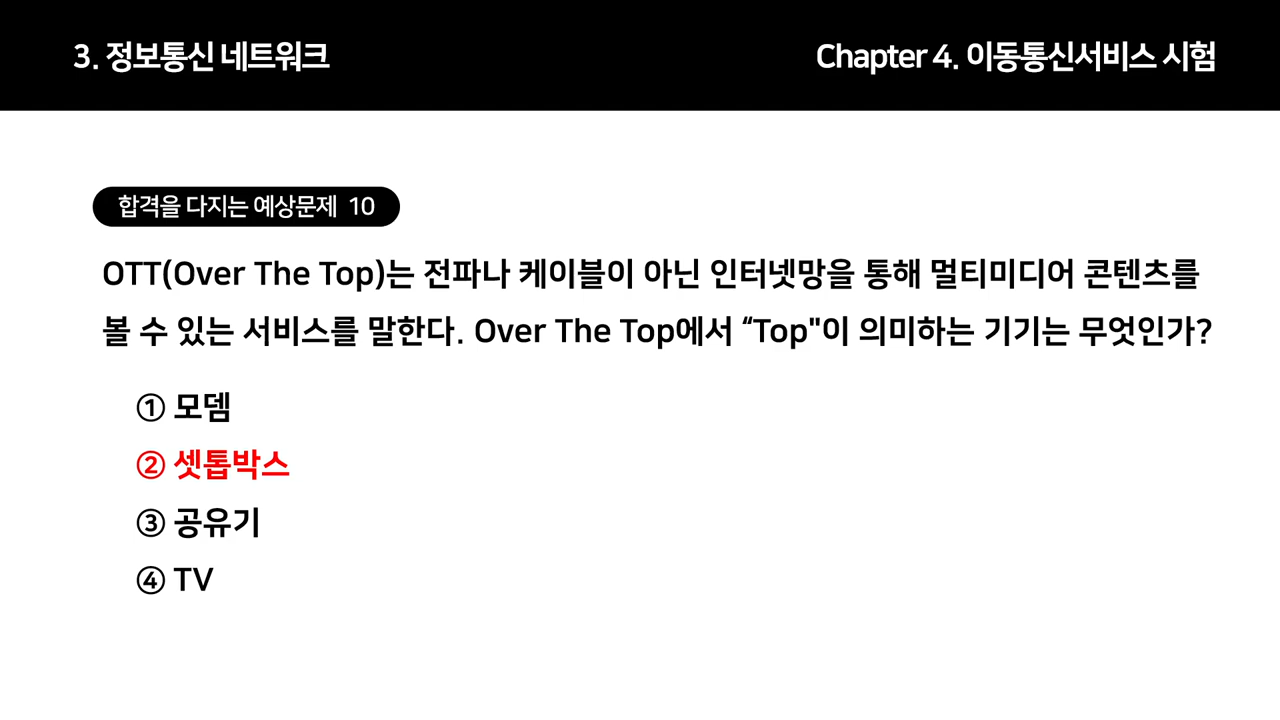 3. 정보통신 네트워크
Chapter 4. 이동통신서비스 시험
합격을 다지는 예상문제 10
OTT(Over The Top)는 전파나 케이블이 아닌 인터넷망을 통해 멀티미디어 콘텐츠를
볼 수 있는 서비스를 말한다. Over The Top에서 “Top"이 의미하는 기기는 무엇인가?
① 모뎀
② 셋톱박스
③ 공유기
④ TV